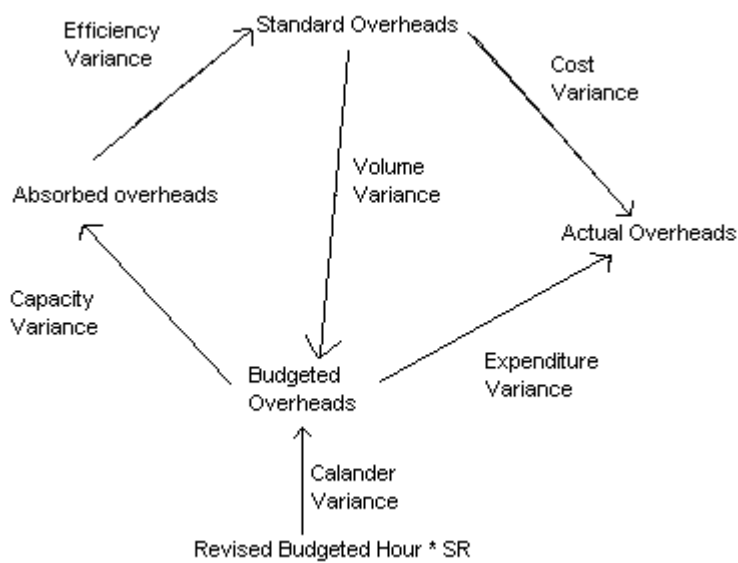 Standard Overheads
Efficiency
Variance
Cost
Variance
Volume
Variance
Absorbed overheads
Actual Overheads
Capacity
Variance
Expenditure
Variance
Budgeted
Overheads
Calander
Variance
Revised Budgeted Hour * SR